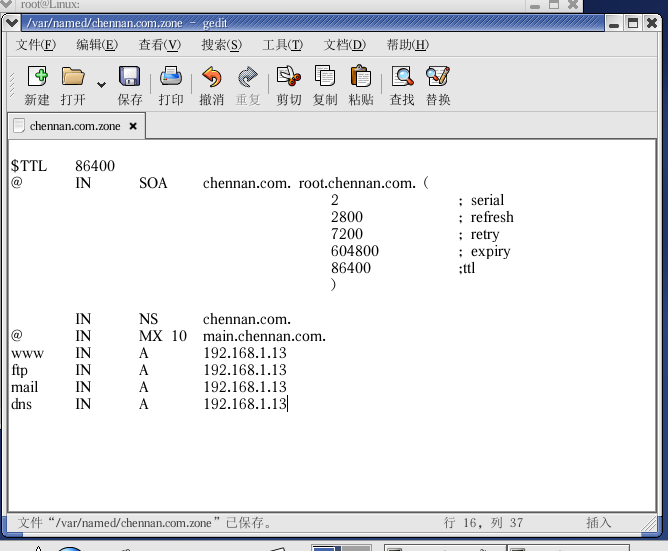 root@Linux:
/var/named/chennan.com.zone - gedit
文件(F) 编辑(E) 查看(V) 搜索(S) 工具(T) 文档(D) 帮助(H)
新建 打开 保存 打印 撤消 重复 剪切 复制 粘贴 查找 替换
chennan.com.zone
$TTL 86400
@ IN SOA chennan.com. root.chennan.com. (
2 ; serial
2800 ; refresh
7200 ; retry
604800 ; expiry
86400 ;ttl
)
IN NS chennan.com.
@ IN MX 10 main.chennan.com.
www IN A 192.168.1.13
ftp IN A 192.168.1.13
mail IN A 192.168.1.13
dns IN A 192.168.1.13
文件“/var/named/chennan.com.zone”已保存。 行 16, 列 37 插入